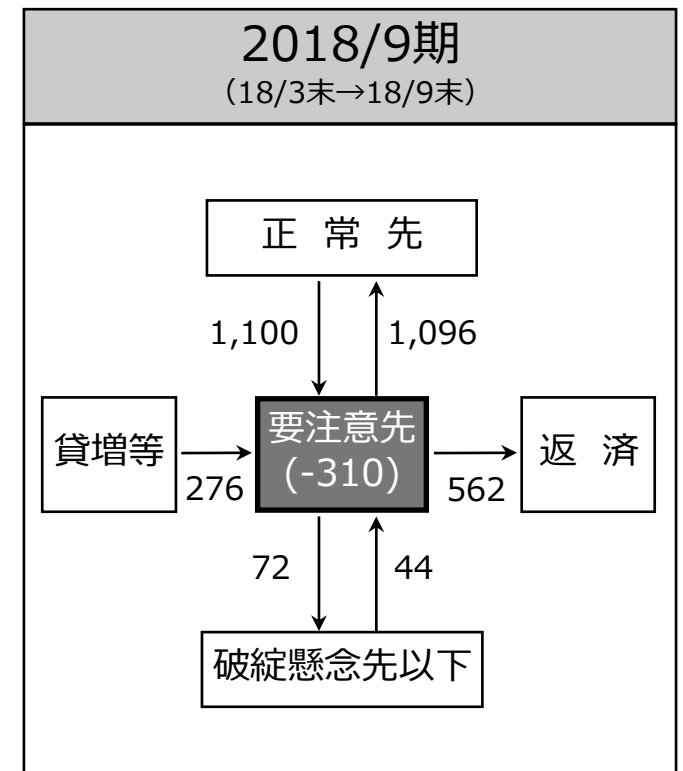 2018/9期
（18/3末→18/9末）
正 常 先
1,100
1,096
貸増等
276
要注意先
(-310)
562
返 済
72
44
破綻懸念先以下